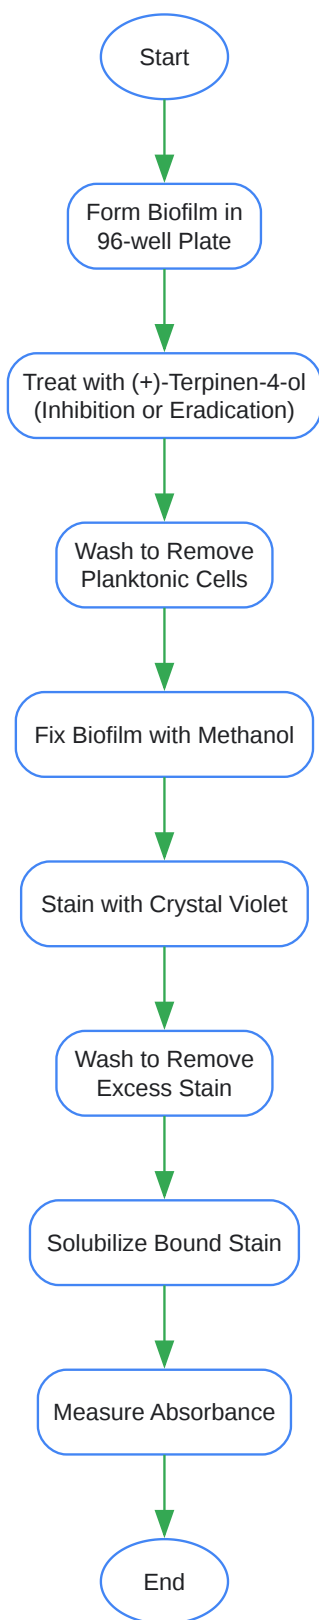 Start
Form Biofilm in
96-well Plate
Treat with (+)-Terpinen-4-ol
(Inhibition or Eradication)
Wash to Remove
Planktonic Cells
Fix Biofilm with Methanol
Stain with Crystal Violet
Wash to Remove
Excess Stain
Solubilize Bound Stain
Measure Absorbance
End